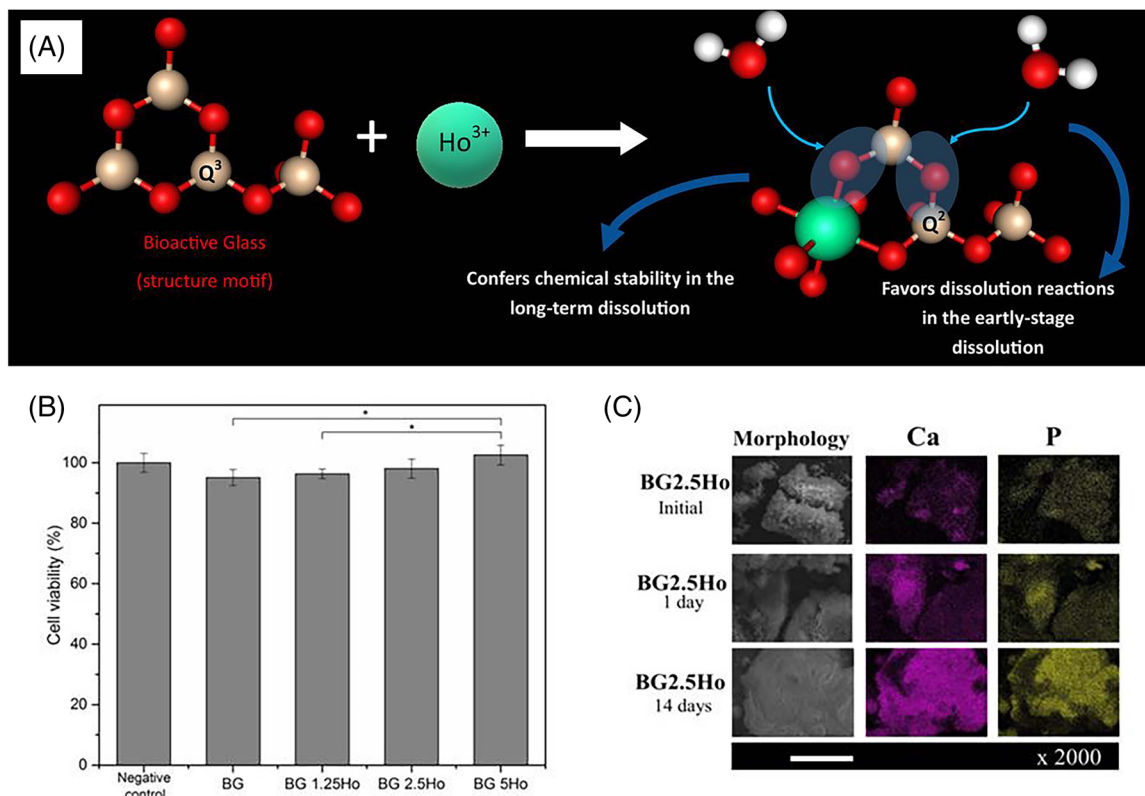 (A)
Q3
Bioactive Glass
(structure motif)
+
Ho3+
Q2
Confers chemical stability in the
long-term dissolution
Favors dissolution reactions
in the eartly-stage
dissolution
(B)
Cell viability (%)
100
80
60
40
20
0
*
*
Negative
control
BG
BG 1.25Ho
BG 2.5Ho
BG 5Ho
(C)
Morphology
Ca
P
BG2.5Ho
Initial
BG2.5Ho
1 day
BG2.5Ho
14 days
x 2000